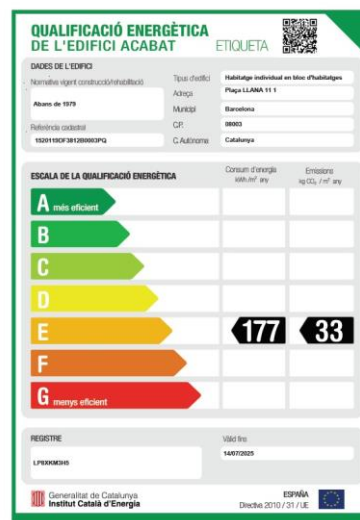 QUALIFICACIÓ ENERGÈTICA
DE L'EDIFICI ACABAT ETIQUETA
DADES DE L'EDIFICI
Normativa vigent construcció/rehabilitació
Abans de 1979
Referència cadastral
1520119DF3812B0003PQ
Tipus d'edifici Habitatge individual en bloc d'habitatges
Adreça Plaça LLANA 11 1
Municipi Barcelona
C.P. 08003
C. Autònoma Catalunya
ESCALA DE LA QUALIFICACIÓ ENERGÈTICA
Consum d'energia
kWh /m² any
Emissions
kg CO₂ / m² any
A més eficient
B
C
D
E 177 33
F
G menys eficient
REGISTRE
LF9XKM3H5
Vàlid fins
14/07/2025
Generalitat de Catalunya
Institut Català d'Energia
ESPAÑA
Directiva 2010 / 31 / UE